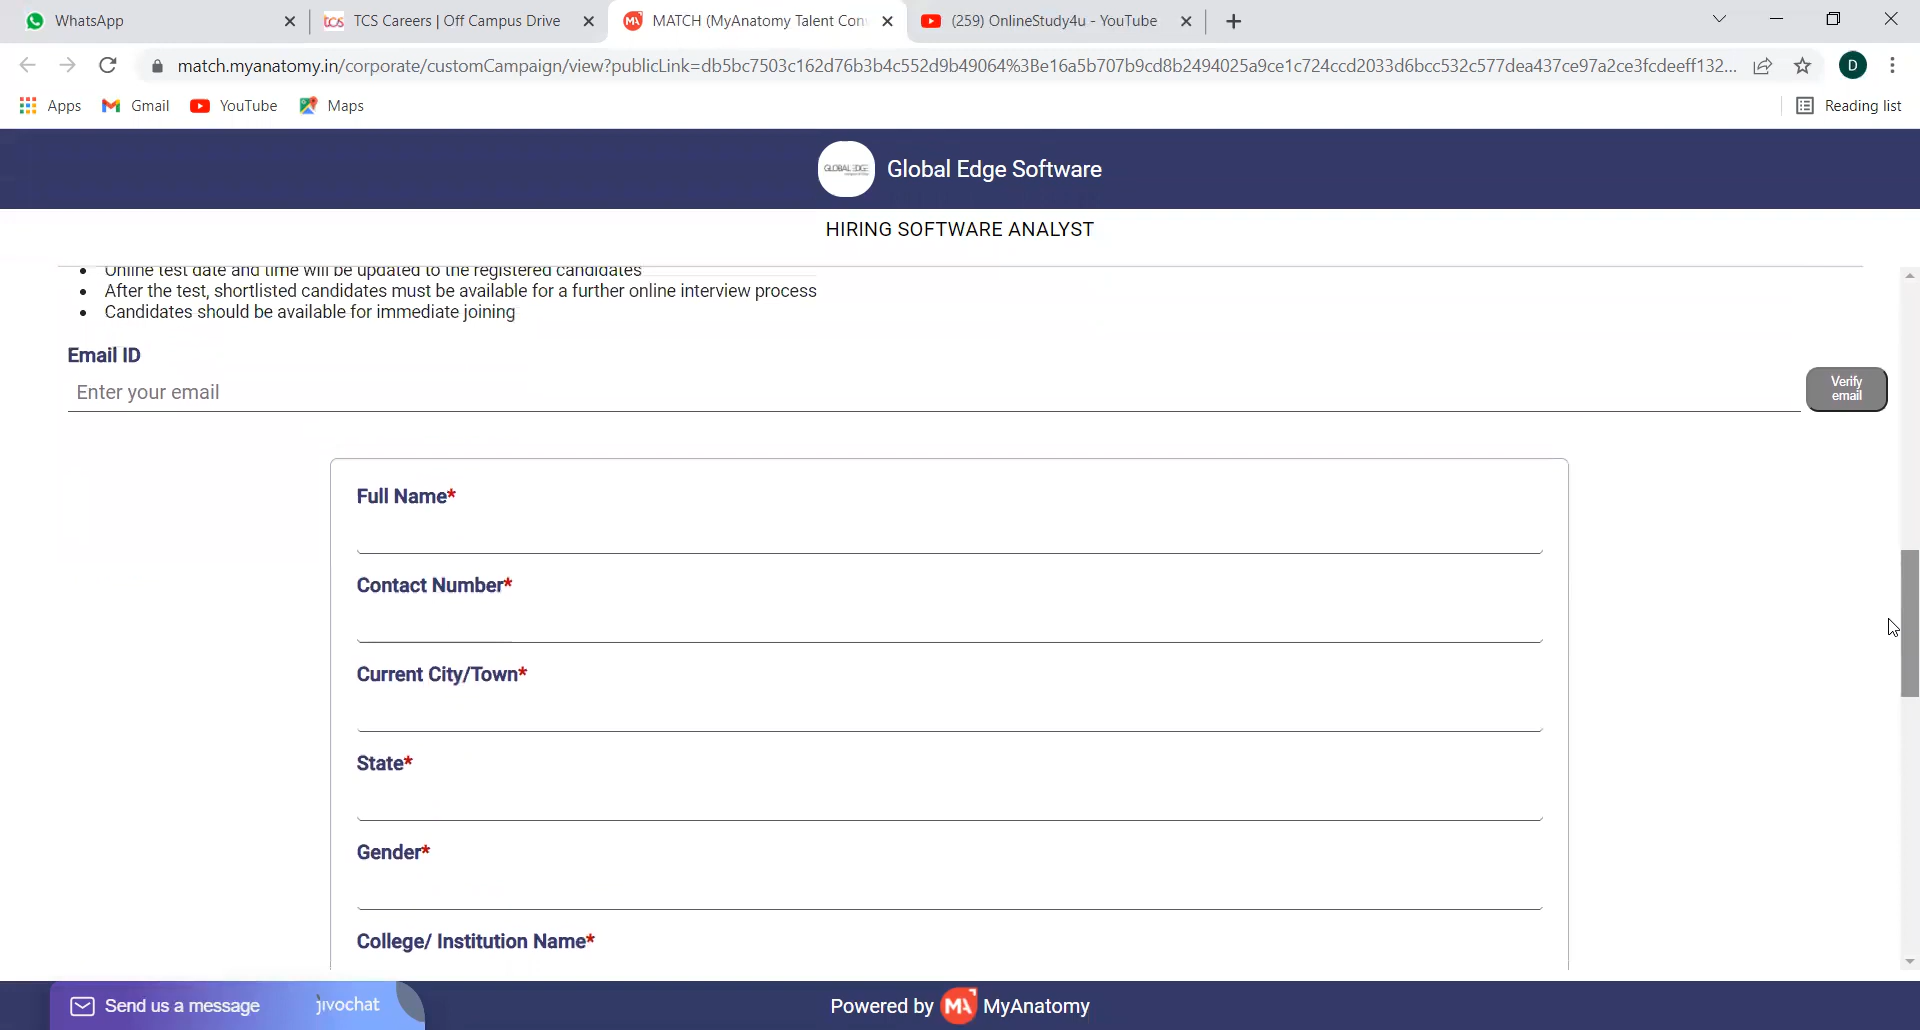 WhatsApp
TCS Careers | Off Campus Drive
MATCH (MyAnatomy Talent Con
(259) OnlineStudy4u - YouTube
match.myanatomy.in/corporate/customCampaign/view?publicLink=db5bc7503c162d76b3b4c552d9b49064%3Be16a5b707b9cd8b2494025a9ce1c724ccd2033d6bcc532c577dea437ce97a2ce3fcdeeff132...
D
Apps
Gmail
YouTube
Maps
Reading list
GLOBAL EDGE
Global Edge Software
HIRING SOFTWARE ANALYST
Online test date and time will be updated to the registered candidates
After the test, shortlisted candidates must be available for a further online interview process
Candidates should be available for immediate joining
Email ID
Enter your email
Verify
email
Full Name*
Contact Number*
Current City/Town*
State*
Gender*
College/ Institution Name*
Send us a message
jivochat
Powered by MA MyAnatomy